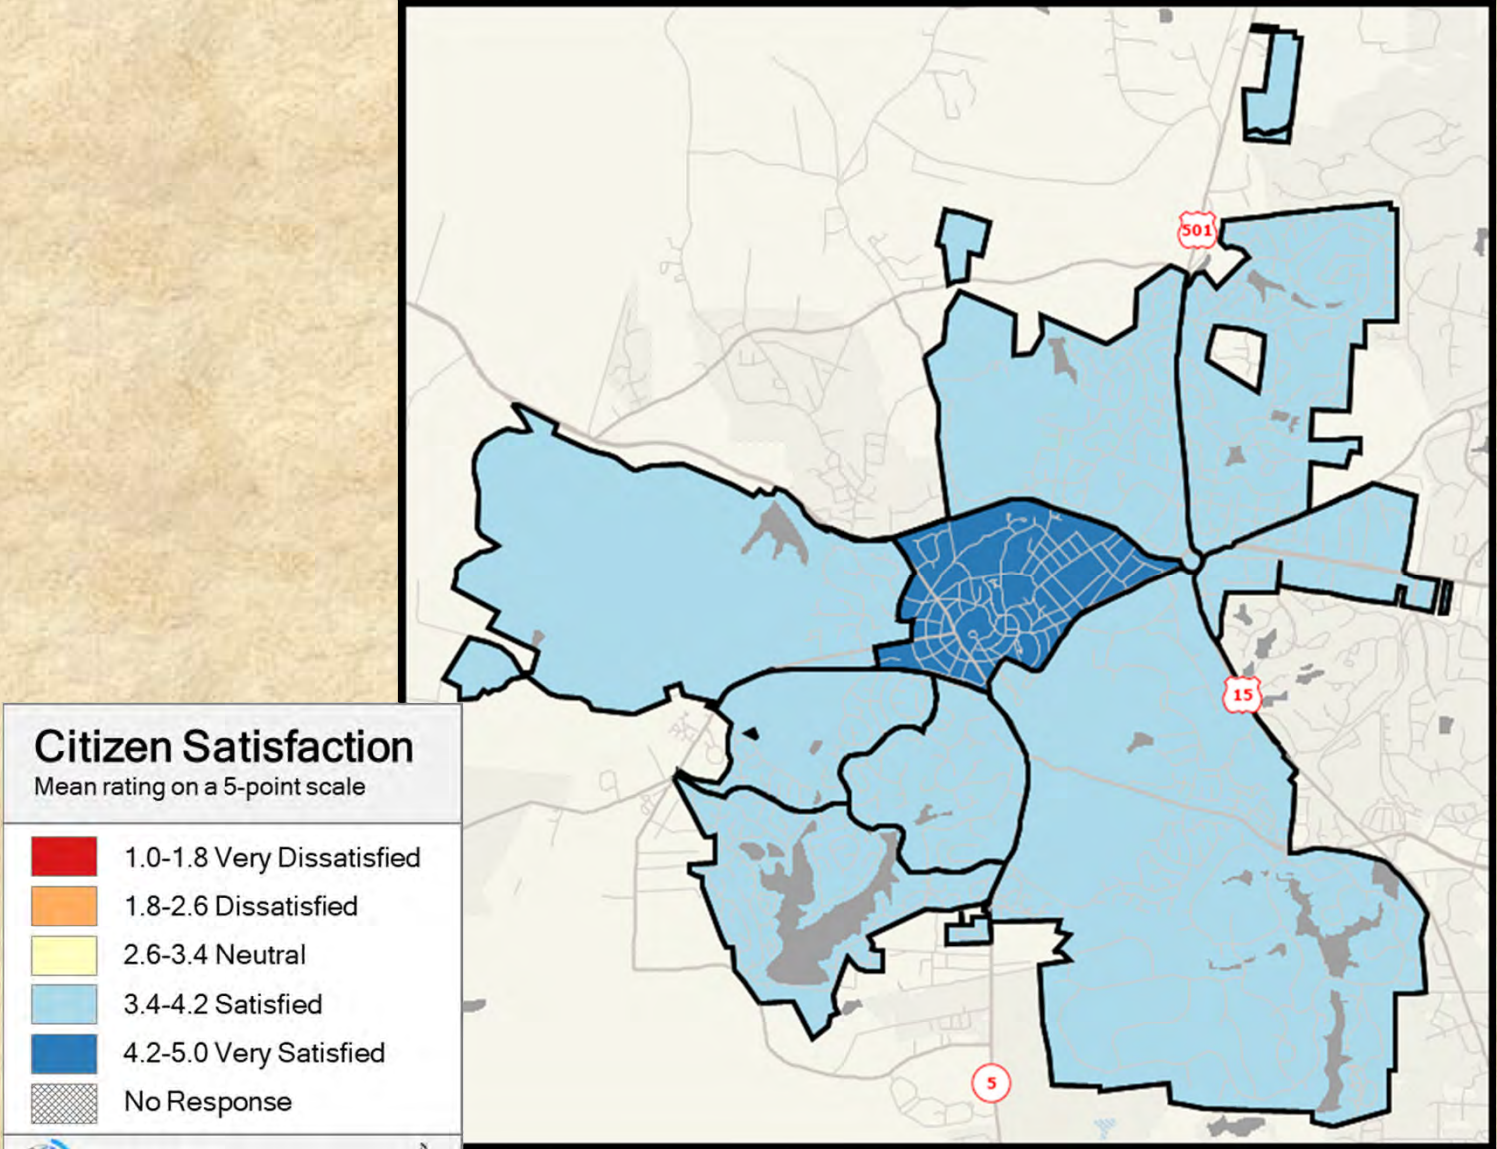 501
15
5
Citizen Satisfaction
Mean rating on a 5-point scale
1.0-1.8 Very Dissatisfied
1.8-2.6 Dissatisfied
2.6-3.4 Neutral
3.4-4.2 Satisfied
4.2-5.0 Very Satisfied
No Response